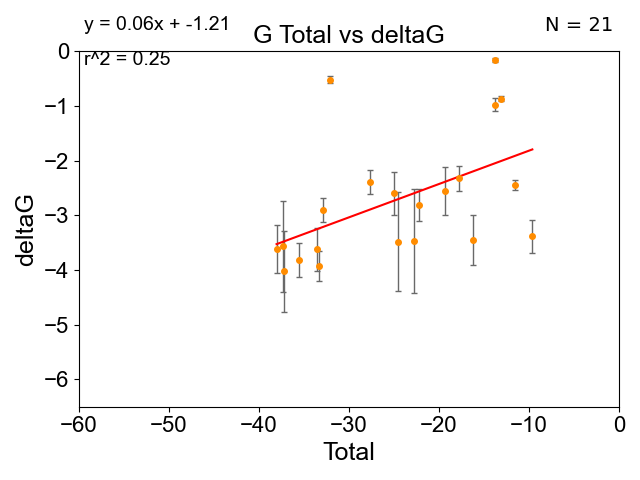 y = 0.06x + -1.21
N = 21
G Total vs deltaG
r^2 = 0.25
0
−1
−2
−3
−4
−5
−6
deltaG
−60
−50
−40
−30
−20
−10
0
Total